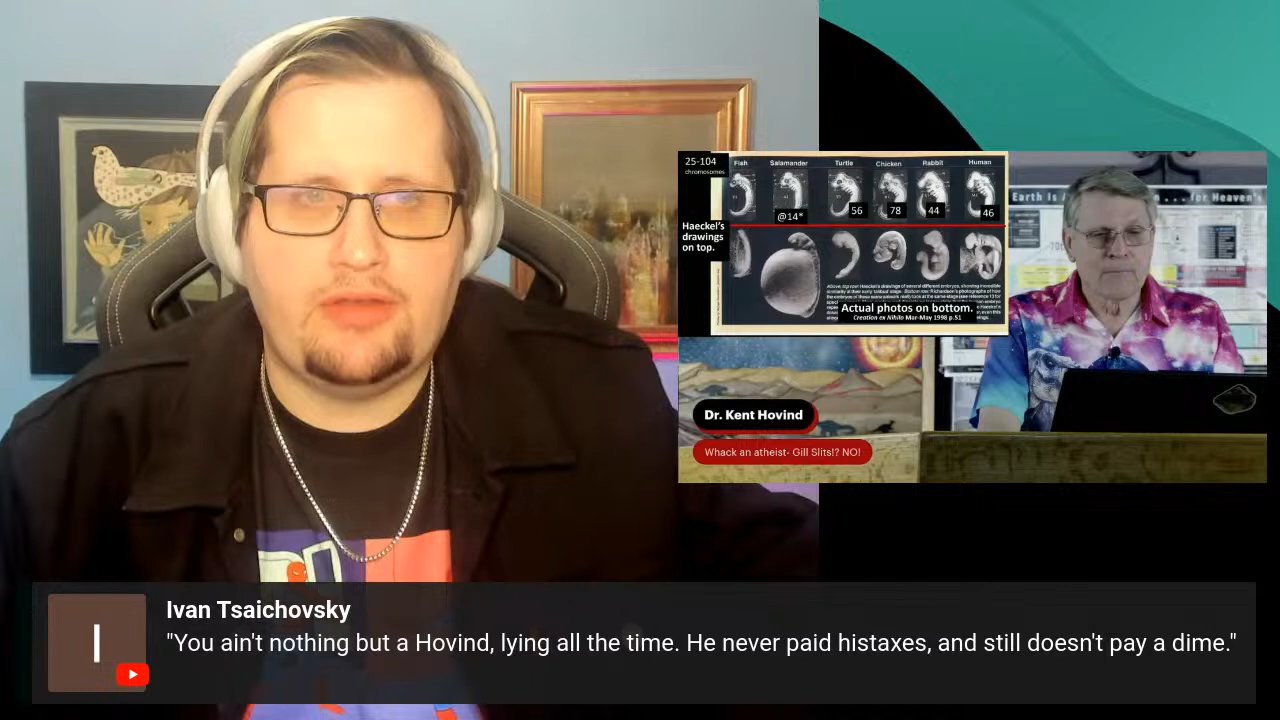 25-104
chromosomes
Fish Salamander Turtle Chicken Rabbit Human
@14*
56
78
44
46
Haeckel's
drawings
on top.
Actual photos on bottom.
Creation ex Nihilo Mar-May 1998 p.51
Earth Is
for Heaven's
Dr. Kent Hovind
Whack an atheist- Gill Slits!? NO!
I
Ivan Tsaichovsky
"You ain't nothing but a Hovind, lying all the time. He never paid histaxes, and still doesn't pay a dime."